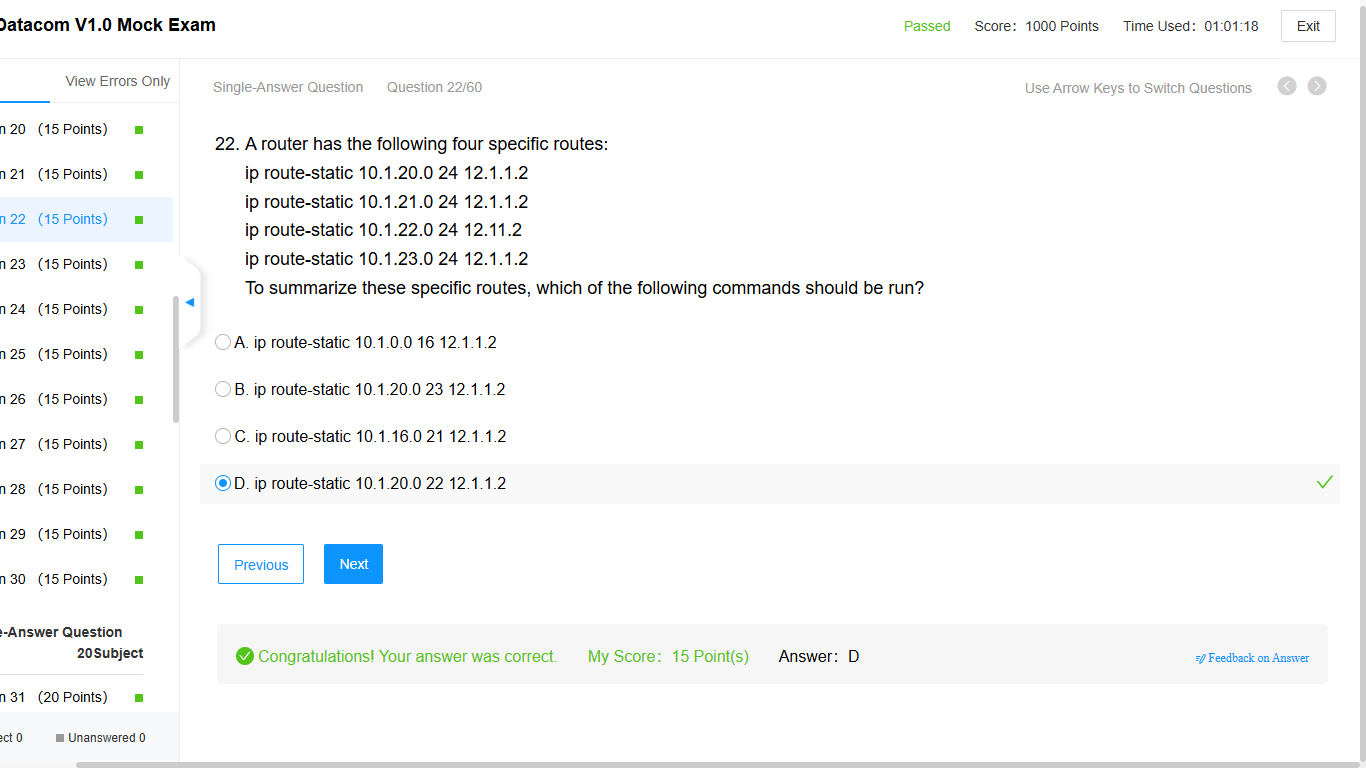 Datacom V1.0 Mock Exam
Passed Score: 1000 Points Time Used: 01:01:18 Exit
View Errors Only
Single-Answer Question Question 22/60 Use Arrow Keys to Switch Questions
n 20 (15 Points)
n 21 (15 Points)
n 22 (15 Points)
n 23 (15 Points)
n 24 (15 Points)
n 25 (15 Points)
n 26 (15 Points)
n 27 (15 Points)
n 28 (15 Points)
n 29 (15 Points)
n 30 (15 Points)
e-Answer Question
20Subject
n 31 (20 Points)
ect 0 Unanswered 0
22. A router has the following four specific routes:
ip route-static 10.1.20.0 24 12.1.1.2
ip route-static 10.1.21.0 24 12.1.1.2
ip route-static 10.1.22.0 24 12.11.2
ip route-static 10.1.23.0 24 12.1.1.2
To summarize these specific routes, which of the following commands should be run?
A. ip route-static 10.1.0.0 16 12.1.1.2
B. ip route-static 10.1.20.0 23 12.1.1.2
C. ip route-static 10.1.16.0 21 12.1.1.2
D. ip route-static 10.1.20.0 22 12.1.1.2
Previous Next
Congratulations! Your answer was correct. My Score: 15 Point(s) Answer: D
Feedback on Answer